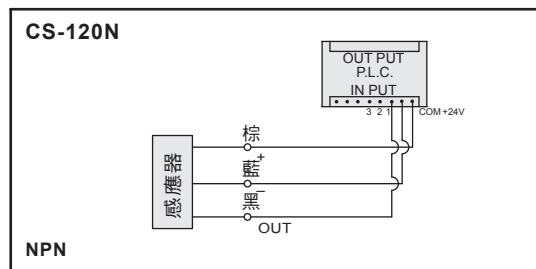 CS-120N
OUT PUT
P.L.C.
IN PUT
3 2 1 COM +24V
棕
+
藍
−
黑
OUT
感應器
NPN